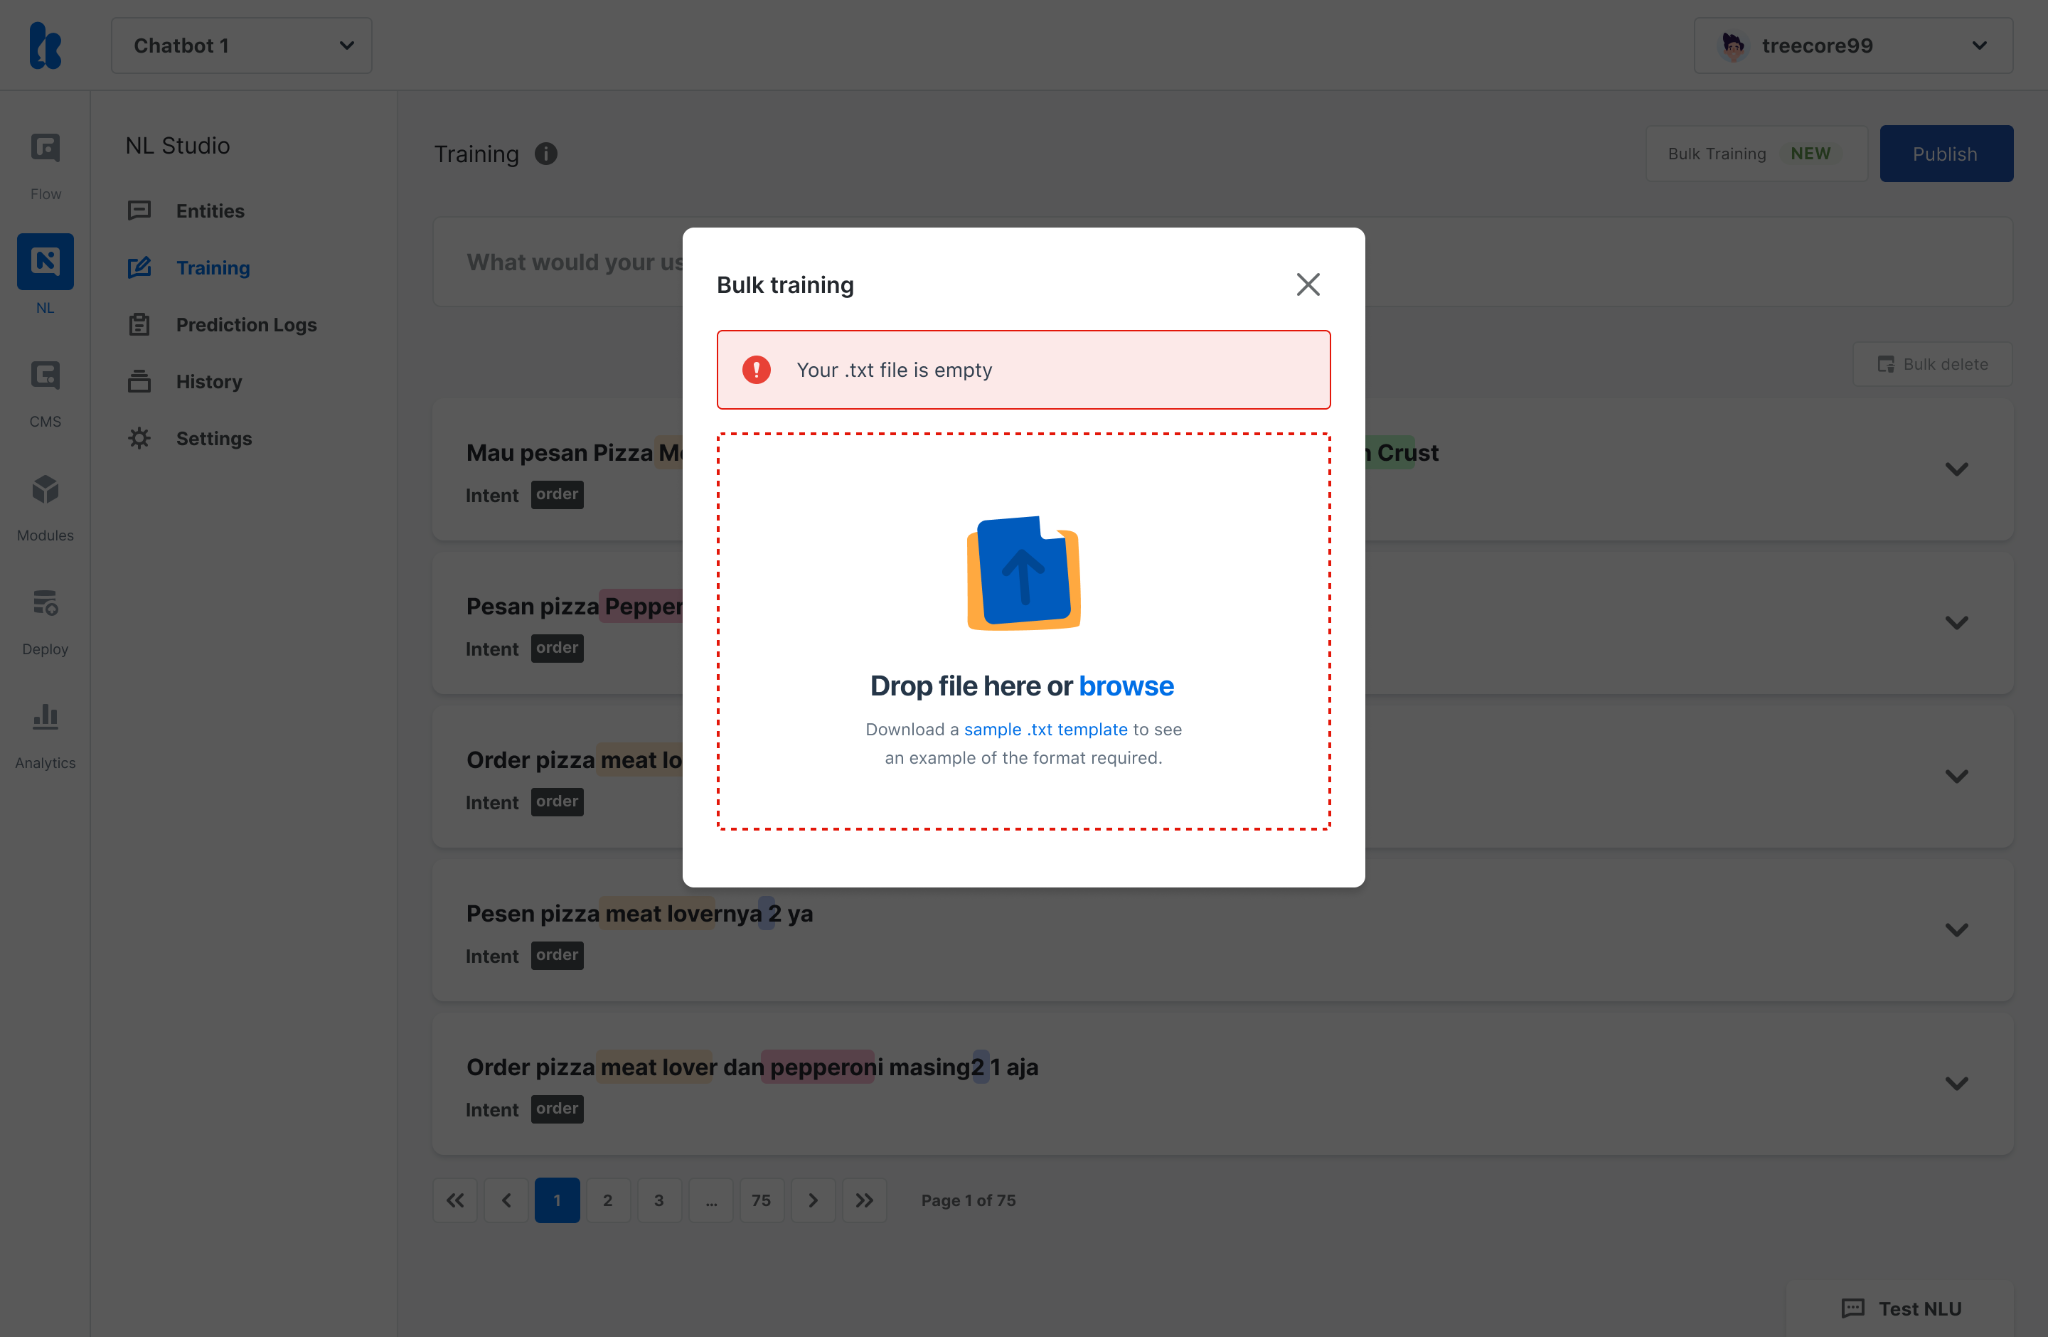 Chatbot 1
treecore99
Flow
NL
CMS
Modules
Deploy
Analytics
NL Studio
Entities
Training
Prediction Logs
History
Settings
Training
Bulk Training NEW
Publish
What would your
Bulk delete
Mau pesan Pizza
Crust
Intent order
Pesan pizza
Intent order
Order pizza meat
Intent order
Pesen pizza meat lovernya 2 ya
Intent order
Order pizza meat lover dan pepperoni masing2 1 aja
Intent order
1
2
3
...
75
Page 1 of 75
Test NLU
Bulk training
Your .txt file is empty
Drop file here or browse
Download a sample .txt template to see
an example of the format required.